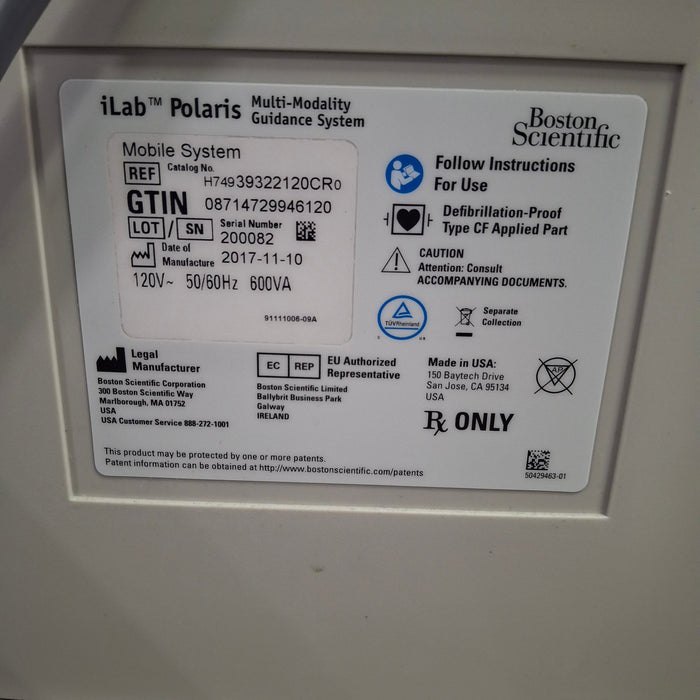 iLab™ Polaris Multi-Modality Guidance System
Boston Scientific
Mobile System
REF Catalog No. H74939322120CR0
GTIN 08714729946120
LOT / SN Serial Number 200082
Date of Manufacture 2017-11-10
120V~ 50/60Hz 600VA
91111006-09A
Follow Instructions
For Use
Defibrillation-Proof
Type CF Applied Part
CAUTION
Attention: Consult
ACCOMPANYING DOCUMENTS.
TÜVRheinland
C US
Separate
Collection
Legal
Manufacturer
Boston Scientific Corporation
300 Boston Scientific Way
Marlborough, MA 01752
USA
USA Customer Service 888-272-1001
EC REP EU Authorized
Representative
Boston Scientific Limited
Ballybrit Business Park
Galway
IRELAND
Made in USA:
150 Baytech Drive
San Jose, CA 95134
USA
AP
Rx ONLY
This product may be protected by one or more patents.
Patent information can be obtained at http://www.bostonscientific.com/patents
50429463-01